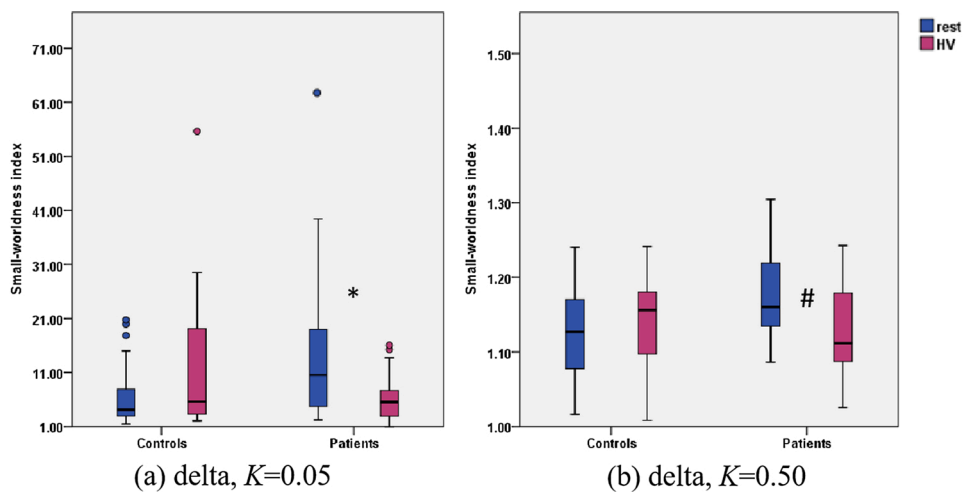 Small-worldness index
71.00
61.00
51.00
41.00
31.00
21.00
11.00
1.00
*
Controls
Patients
(a) delta, K=0.05
Small-worldness index
1.50
1.40
1.30
1.20
1.10
1.00
#
Controls
Patients
(b) delta, K=0.50
rest
HV